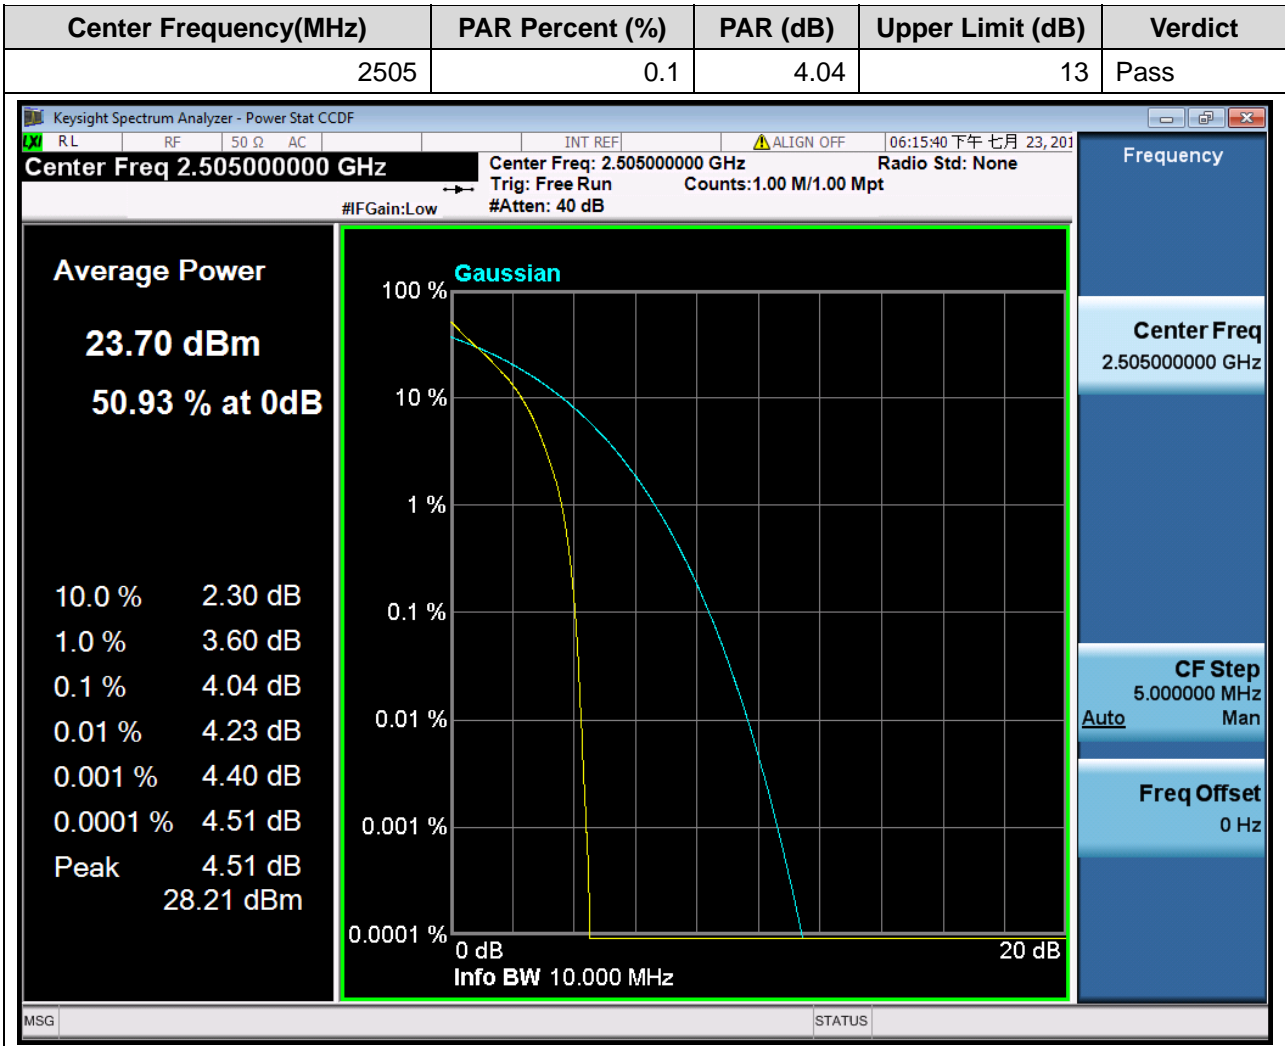 Center Frequency(MHz) PAR Percent (%) PAR (dB) Upper Limit (dB) Verdict
2505 0.1 4.04 13 Pass
Keysight Spectrum Analyzer - Power Stat CCDF
LXI RL RF 50 Ω AC INT REF ALIGN OFF 06:15:40 下午 七月 23, 201
Center Freq 2.505000000 GHz
Center Freq: 2.505000000 GHz Radio Std: None
Trig: Free Run Counts:1.00 M/1.00 Mpt
#IFGain:Low #Atten: 40 dB
Average Power
23.70 dBm
50.93 % at 0dB
10.0 % 2.30 dB
1.0 % 3.60 dB
0.1 % 4.04 dB
0.01 % 4.23 dB
0.001 % 4.40 dB
0.0001 % 4.51 dB
Peak 4.51 dB
28.21 dBm
Gaussian
100 %
10 %
1 %
0.1 %
0.01 %
0.001 %
0.0001 %
0 dB 20 dB
Info BW 10.000 MHz
Frequency
Center Freq
2.505000000 GHz
CF Step
5.000000 MHz
Auto Man
Freq Offset
0 Hz
MSG STATUS